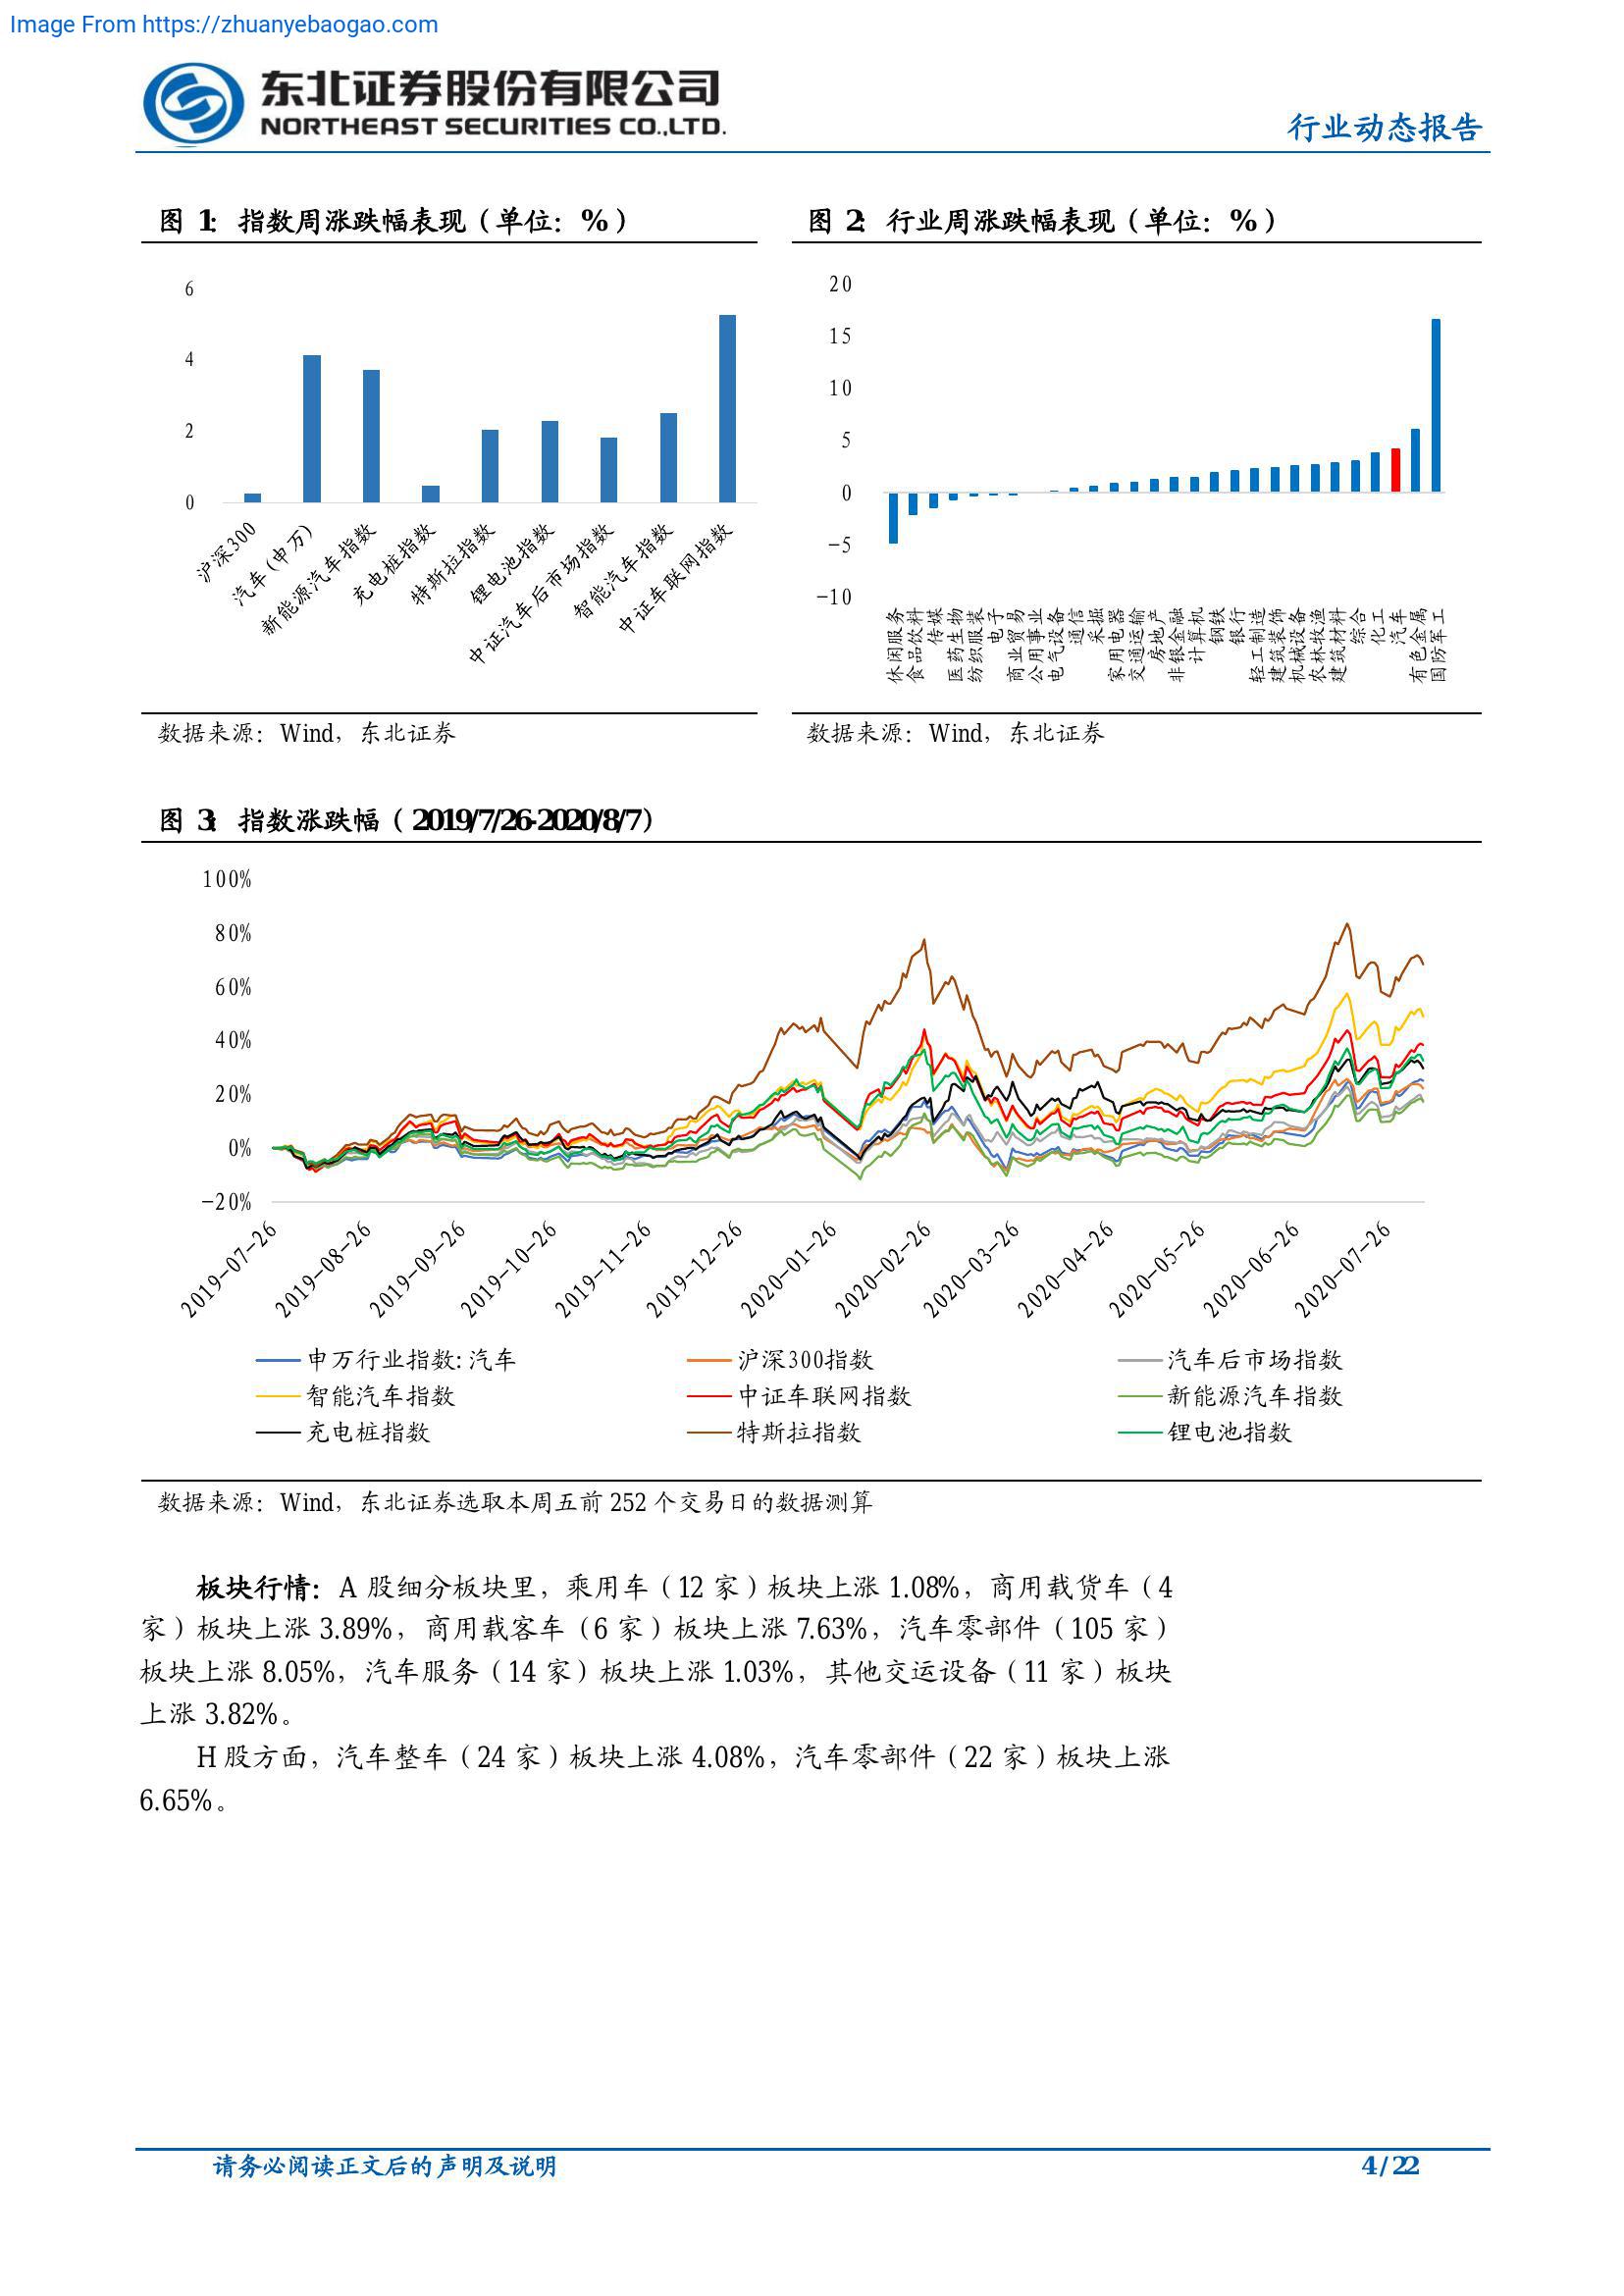 Image From https://zhuanyebaogao.com
东北证券股份有限公司
NORTHEAST SECURITIES CO.,LTD.
行业动态报告
图 1： 指数周涨跌幅表现（单位：%）
6
4
2
0
沪深300
汽车(申万)
新能源汽车指数
充电桩指数
特斯拉指数
锂电池指数
中证汽车后市场指数
智能汽车指数
中证车联网指数
数据来源：Wind，东北证券
图 2： 行业周涨跌幅表现（单位：%）
20
15
10
5
0
-5
-10
休闲服务
食品饮料
传媒
医药生物
纺织服装
电子
商业贸易
公用事业
电气设备
通信
采掘
家用电器
交通运输
房地产
非银金融
计算机
钢铁
银行
轻工制造
建筑装饰
机械设备
农林牧渔
建筑材料
综合
化工
汽车
有色金属
国防军工
数据来源：Wind，东北证券
图 3： 指数涨跌幅（2019/7/26-2020/8/7）
100%
80%
60%
40%
20%
0%
-20%
2019-07-26
2019-08-26
2019-09-26
2019-10-26
2019-11-26
2019-12-26
2020-01-26
2020-02-26
2020-03-26
2020-04-26
2020-05-26
2020-06-26
2020-07-26
申万行业指数:汽车 沪深300指数 汽车后市场指数
智能汽车指数 中证车联网指数 新能源汽车指数
充电桩指数 特斯拉指数 锂电池指数
数据来源：Wind，东北证券选取本周五前 252 个交易日的数据测算
板块行情：A 股细分板块里，乘用车（12 家）板块上涨 1.08%，商用载货车（4
家）板块上涨 3.89%，商用载客车（6 家）板块上涨 7.63%，汽车零部件（105 家）
板块上涨 8.05%，汽车服务（14 家）板块上涨 1.03%，其他交运设备（11 家）板块
上涨 3.82%。
H 股方面，汽车整车（24 家）板块上涨 4.08%，汽车零部件（22 家）板块上涨
6.65%。
请务必阅读正文后的声明及说明
4 / 22